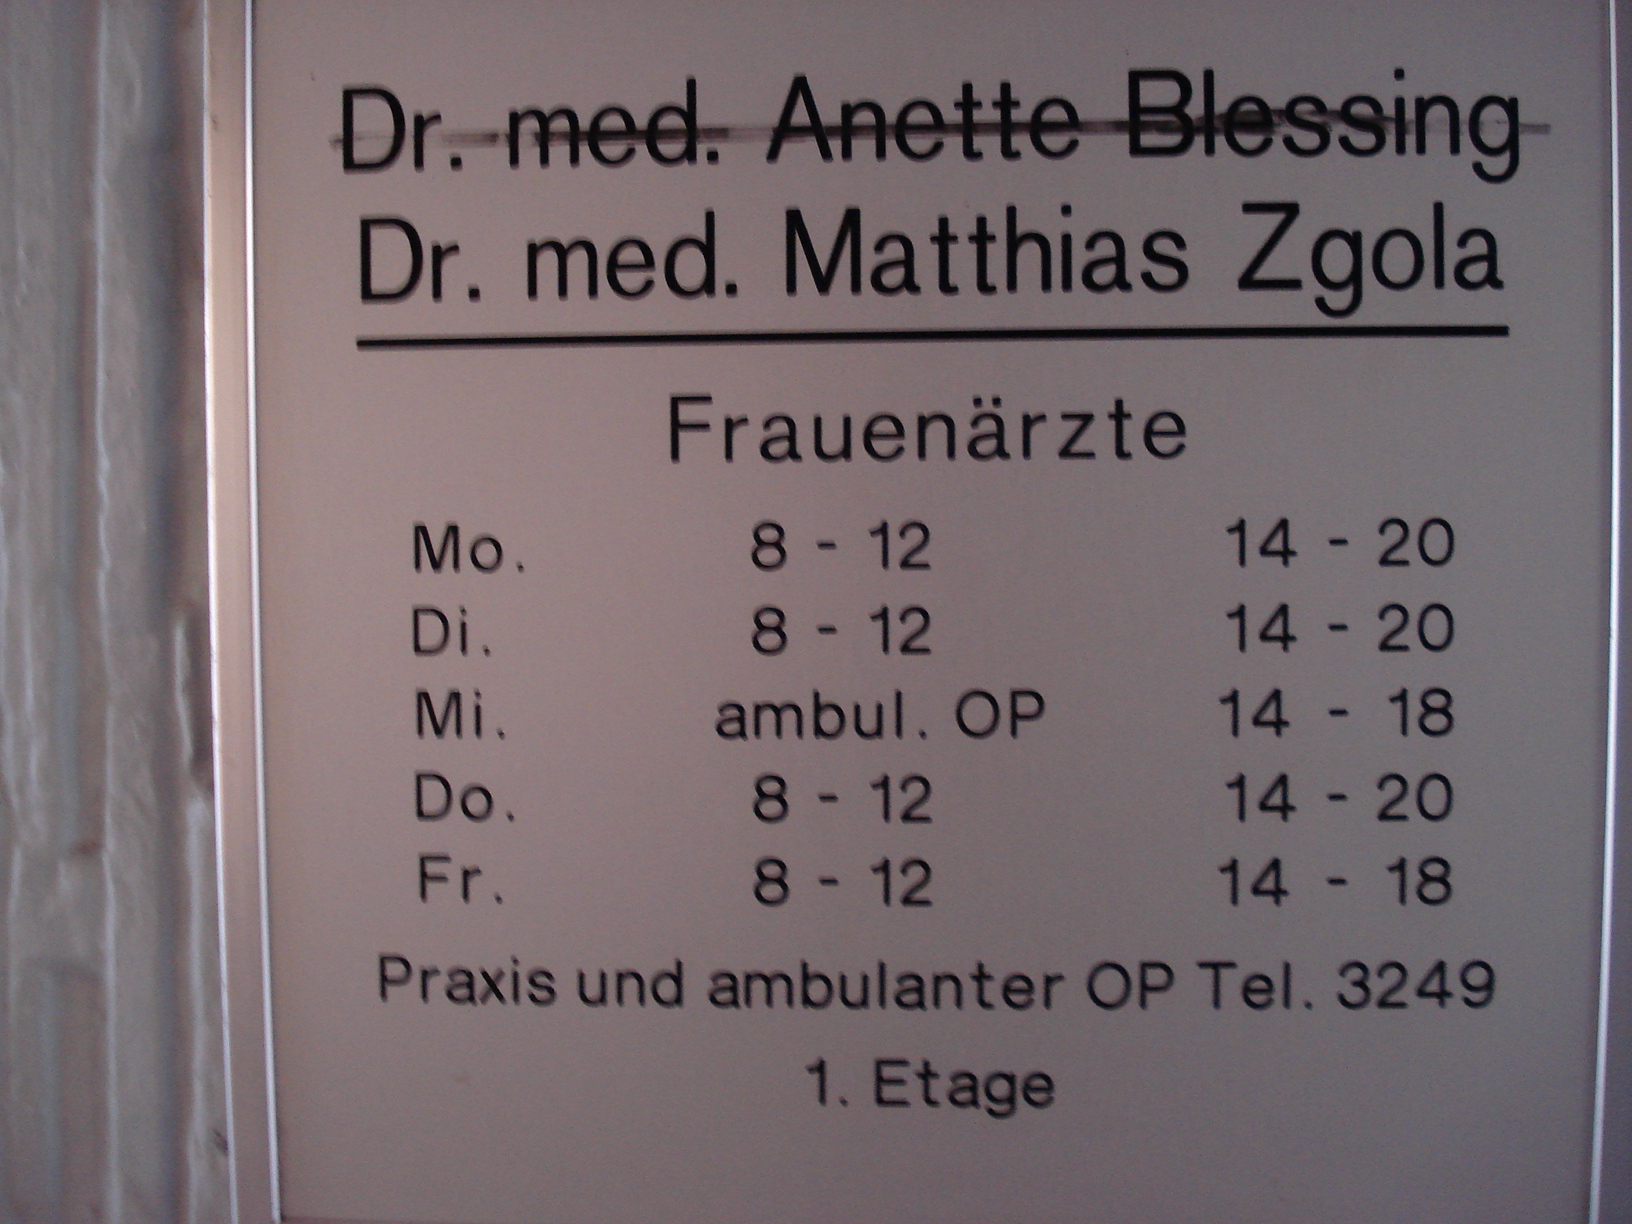 Dr. med. Anette Blessing
Dr. med. Matthias Zgola
Frauenärzte
Mo. 8 - 12 14 - 20
Di. 8 - 12 14 - 20
Mi. ambul. OP 14 - 18
Do. 8 - 12 14 - 20
Fr. 8 - 12 14 - 18
Praxis und ambulanter OP Tel. 3249
1. Etage